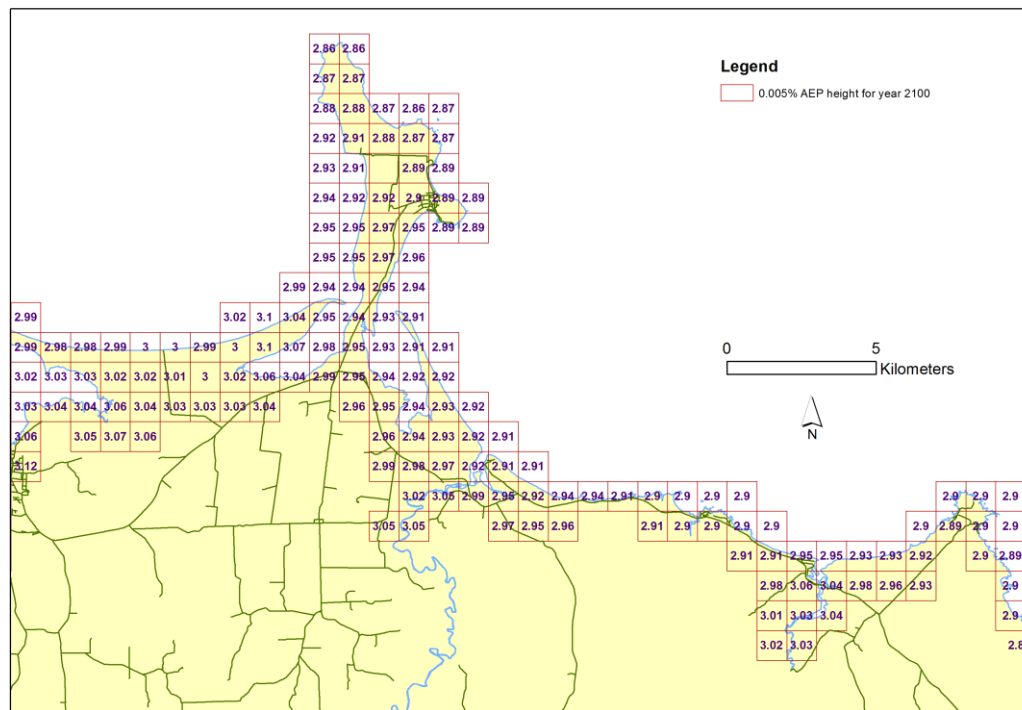 2.86 2.86
Legend
2.87 2.87
0.005% AEP height for year 2100
2.88 2.88 2.87 2.86 2.87
2.92 2.91 2.88 2.87 2.87
2.93 2.91 2.89 2.89
2.94 2.92 2.92 2.9 2.89 2.89
2.95 2.95 2.97 2.95 2.89 2.89
2.95 2.95 2.97 2.96
2.99 2.94 2.94 2.95 2.94
2.99 3.02 3.1 3.04 2.95 2.94 2.93 2.91
2.99 2.98 2.98 2.99 3 3 2.99 3 3.1 3.07 2.98 2.95 2.93 2.91 2.91
0 5
Kilometers
3.02 3.03 3.03 3.02 3.02 3.01 3 3.02 3.06 3.04 2.99 2.95 2.94 2.92 2.92
3.03 3.04 3.04 3.06 3.04 3.03 3.03 3.03 3.04 2.96 2.95 2.94 2.93 2.92
N
3.06 3.05 3.07 3.06 2.96 2.94 2.93 2.92 2.91
3.12 2.99 2.98 2.97 2.92 2.91 2.91
3.02 3.05 2.99 2.95 2.92 2.94 2.94 2.91 2.9 2.9 2.9 2.9 2.9 2.9 2.9
3.05 3.05 2.97 2.95 2.96 2.91 2.9 2.9 2.9 2.9 2.9 2.89 2.9 2.9
2.91 2.91 2.95 2.95 2.93 2.93 2.92 2.9 2.89
2.98 3.06 3.04 2.98 2.96 2.93 2.9
3.01 3.03 3.04 2.9
3.02 3.03 2.8